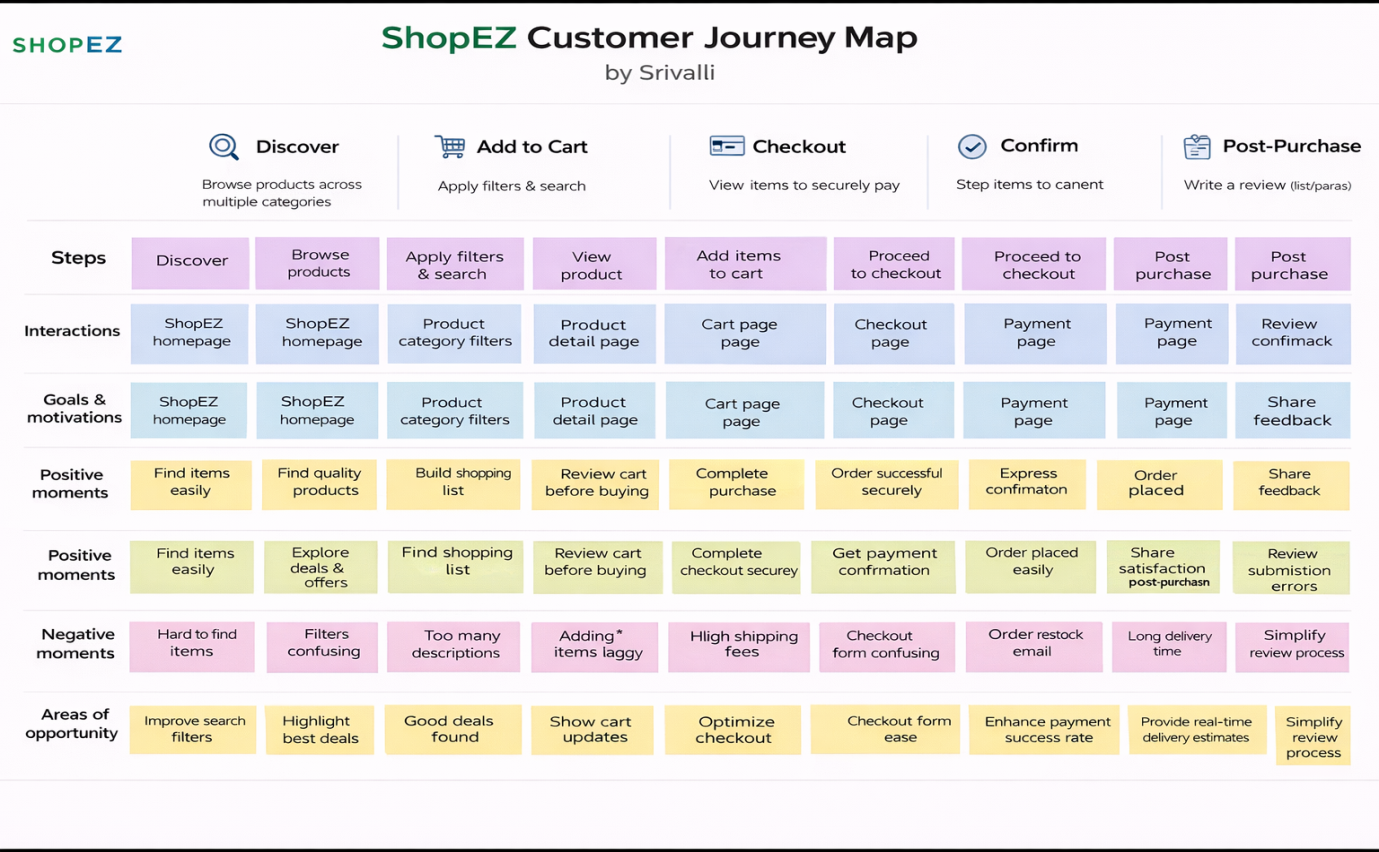 SHOPEZ
ShopEZ Customer Journey Map
by Srivalli
Discover
Browse products across
multiple categories
Add to Cart
Apply filters & search
Checkout
View items to securely pay
Confirm
Step items to canent
Post-Purchase
Write a review (list/paras)
Steps
Discover
Browse
products
Apply filters
& search
View
product
Add items
to cart
Proceed
to checkout
Proceed to
checkout
Post
purchase
Post
purchase
Interactions
ShopEZ
homepage
ShopEZ
homepage
Product
category filters
Product
detail page
Cart page
page
Checkout
page
Payment
page
Payment
page
Review
confimack
Goals &
motivations
ShopEZ
homepage
ShopEZ
homepage
Product
category filters
Product
detail page
Cart page
page
Checkout
page
Payment
page
Payment
page
Share
feedback
Positive
moments
Find items
easily
Find quality
products
Build shopping
list
Review cart
before buying
Complete
purchase
Order successful
securely
Express
confimaton
Order
placed
Share
feedback
Positive
moments
Find items
easily
Explore
deals &
offers
Find shopping
list
Review cart
before buying
Complete
checkout securey
Get payment
confrmation
Order placed
easily
Share
satisfaction
post-purchasn
Review
submistion
errors
Negative
moments
Hard to find
items
Filters
confusing
Too many
descriptions
Adding*
items laggy
Hligh shipping
fees
Checkout
form confusing
Order restock
email
Long delivery
time
Simplify
review process
Areas of
opportunity
Improve search
filters
Highlight
best deals
Good deals
found
Show cart
updates
Optimize
checkout
Checkout form
ease
Enhance payment
success rate
Provide real-time
delivery estimates
Simplify
review
process